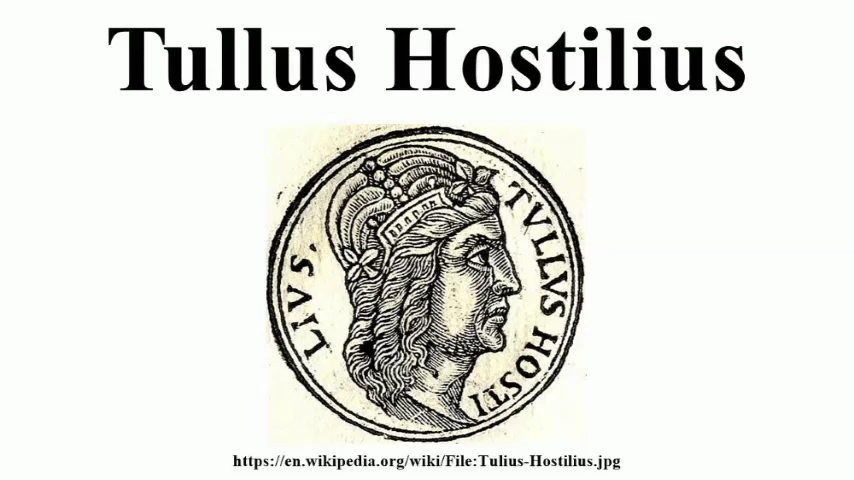 Tullus Hostilius
TVLLVS HOSTI
LIVS.
https://en.wikipedia.org/wiki/File:Tulius-Hostilius.jpg